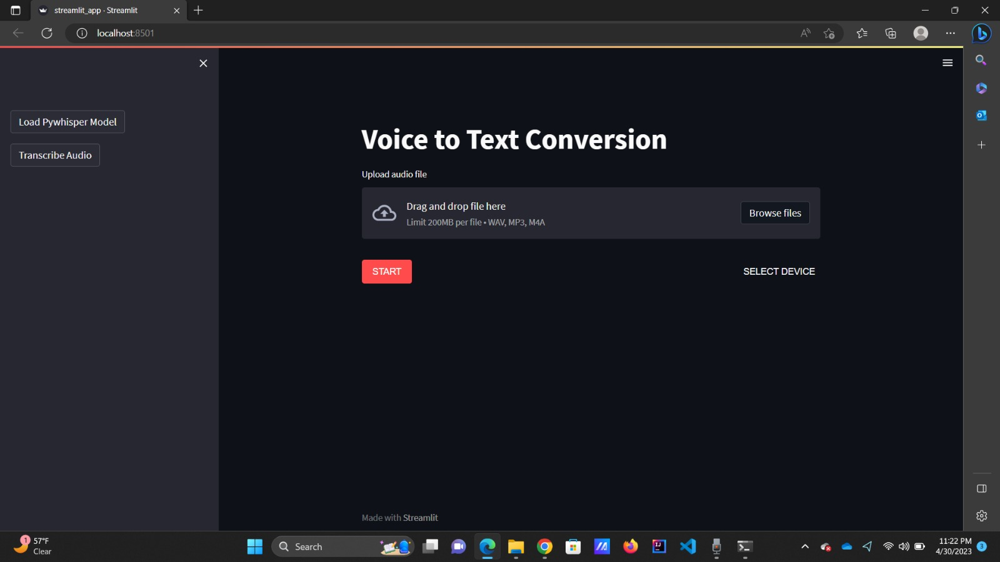 streamlit_app · Streamlit
localhost:8501
Load Pywhisper Model
Transcribe Audio
Voice to Text Conversion
Upload audio file
Drag and drop file here
Limit 200MB per file • WAV, MP3, M4A
Browse files
START
SELECT DEVICE
Made with Streamlit
1
57°F
Clear
Search
11:22 PM
4/30/2023
3